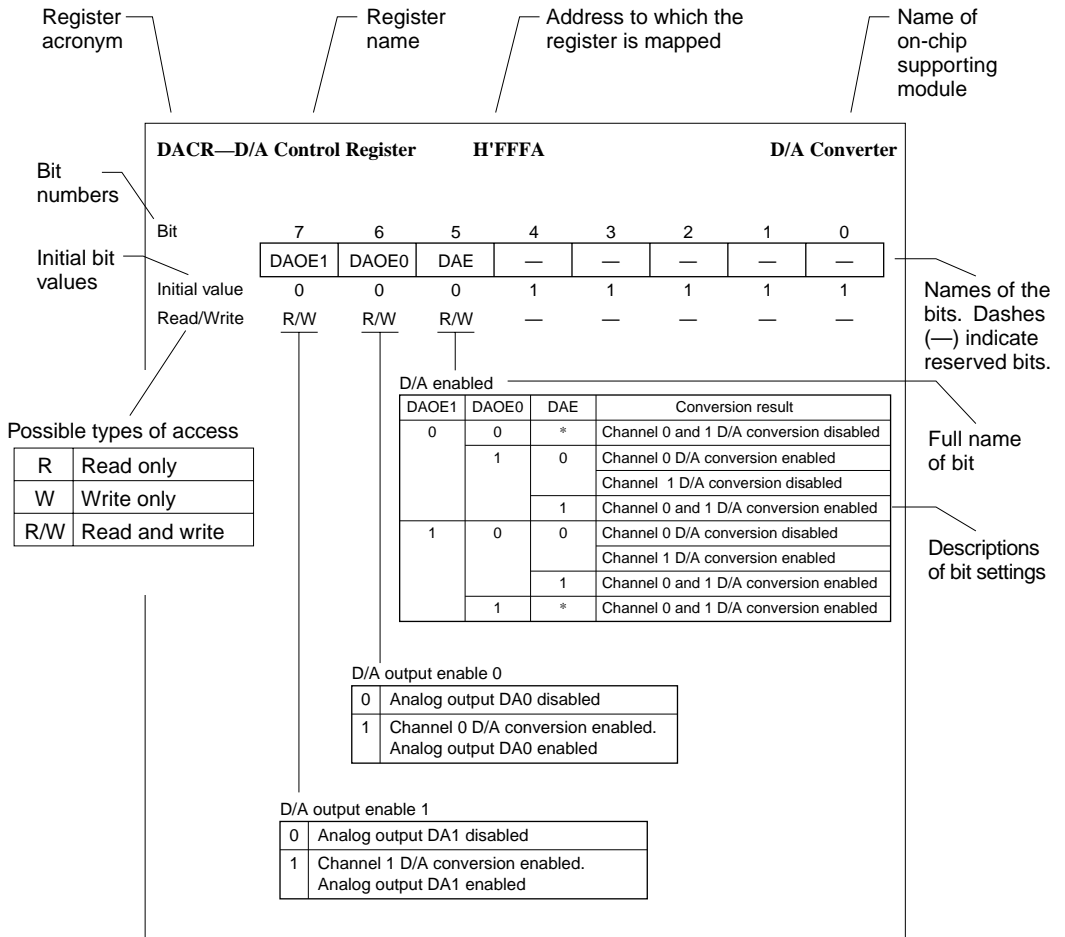 Register
acronym
Register
name
Address to which the
register is mapped
Name of
on-chip
supporting
module
DACR—D/A Control Register H'FFFA D/A Converter
Bit
numbers
Bit 7 6 5 4 3 2 1 0
DAOE1 DAOE0 DAE — — — — —
Initial bit
values
Initial value 0 0 0 1 1 1 1 1
Read/Write R/W R/W R/W — — — — —
Names of the
bits. Dashes
(—) indicate
reserved bits.
Possible types of access
R Read only
W Write only
R/W Read and write
D/A enabled
DAOE1 DAOE0 DAE Conversion result
0 0 * Channel 0 and 1 D/A conversion disabled
1 0 Channel 0 D/A conversion enabled
Channel 1 D/A conversion disabled
1 Channel 0 and 1 D/A conversion enabled
1 0 0 Channel 0 D/A conversion disabled
Channel 1 D/A conversion enabled
1 Channel 0 and 1 D/A conversion enabled
1 * Channel 0 and 1 D/A conversion enabled
Full name
of bit
Descriptions
of bit settings
D/A output enable 0
0 Analog output DA0 disabled
1 Channel 0 D/A conversion enabled.
Analog output DA0 enabled
D/A output enable 1
0 Analog output DA1 disabled
1 Channel 1 D/A conversion enabled.
Analog output DA1 enabled